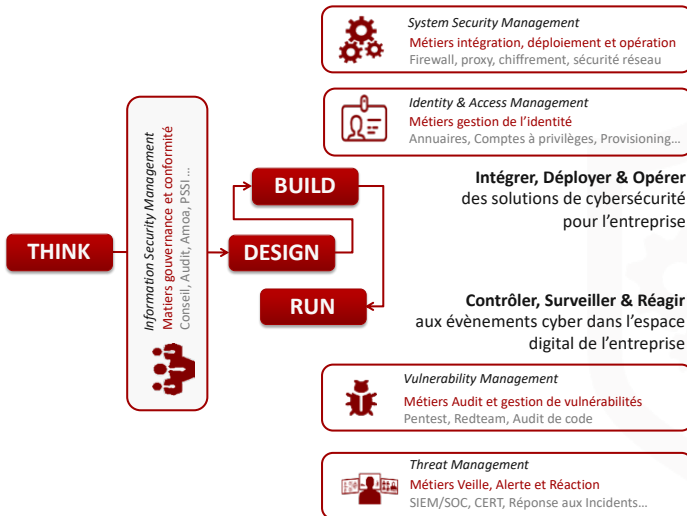 System Security Management
Métiers intégration, déploiement et opération
Firewall, proxy, chiffrement, sécurité réseau
Identity & Access Management
Métiers gestion de l'identité
Annuaires, Comptes à privilèges, Provisioning...
THINK
Information Security Management
Matiers gouvernance et conformité
Conseil, Audit, Amoa, PSSI ...
BUILD
DESIGN
RUN
Intégrer, Déployer & Opérer
des solutions de cybersécurité
pour l'entreprise
Contrôler, Surveiller & Réagir
aux évènements cyber dans l'espace
digital de l'entreprise
Vulnerability Management
Métiers Audit et gestion de vulnérabilités
Pentest, Redteam, Audit de code
Threat Management
Métiers Veille, Alerte et Réaction
SIEM/SOC, CERT, Réponse aux Incidents...